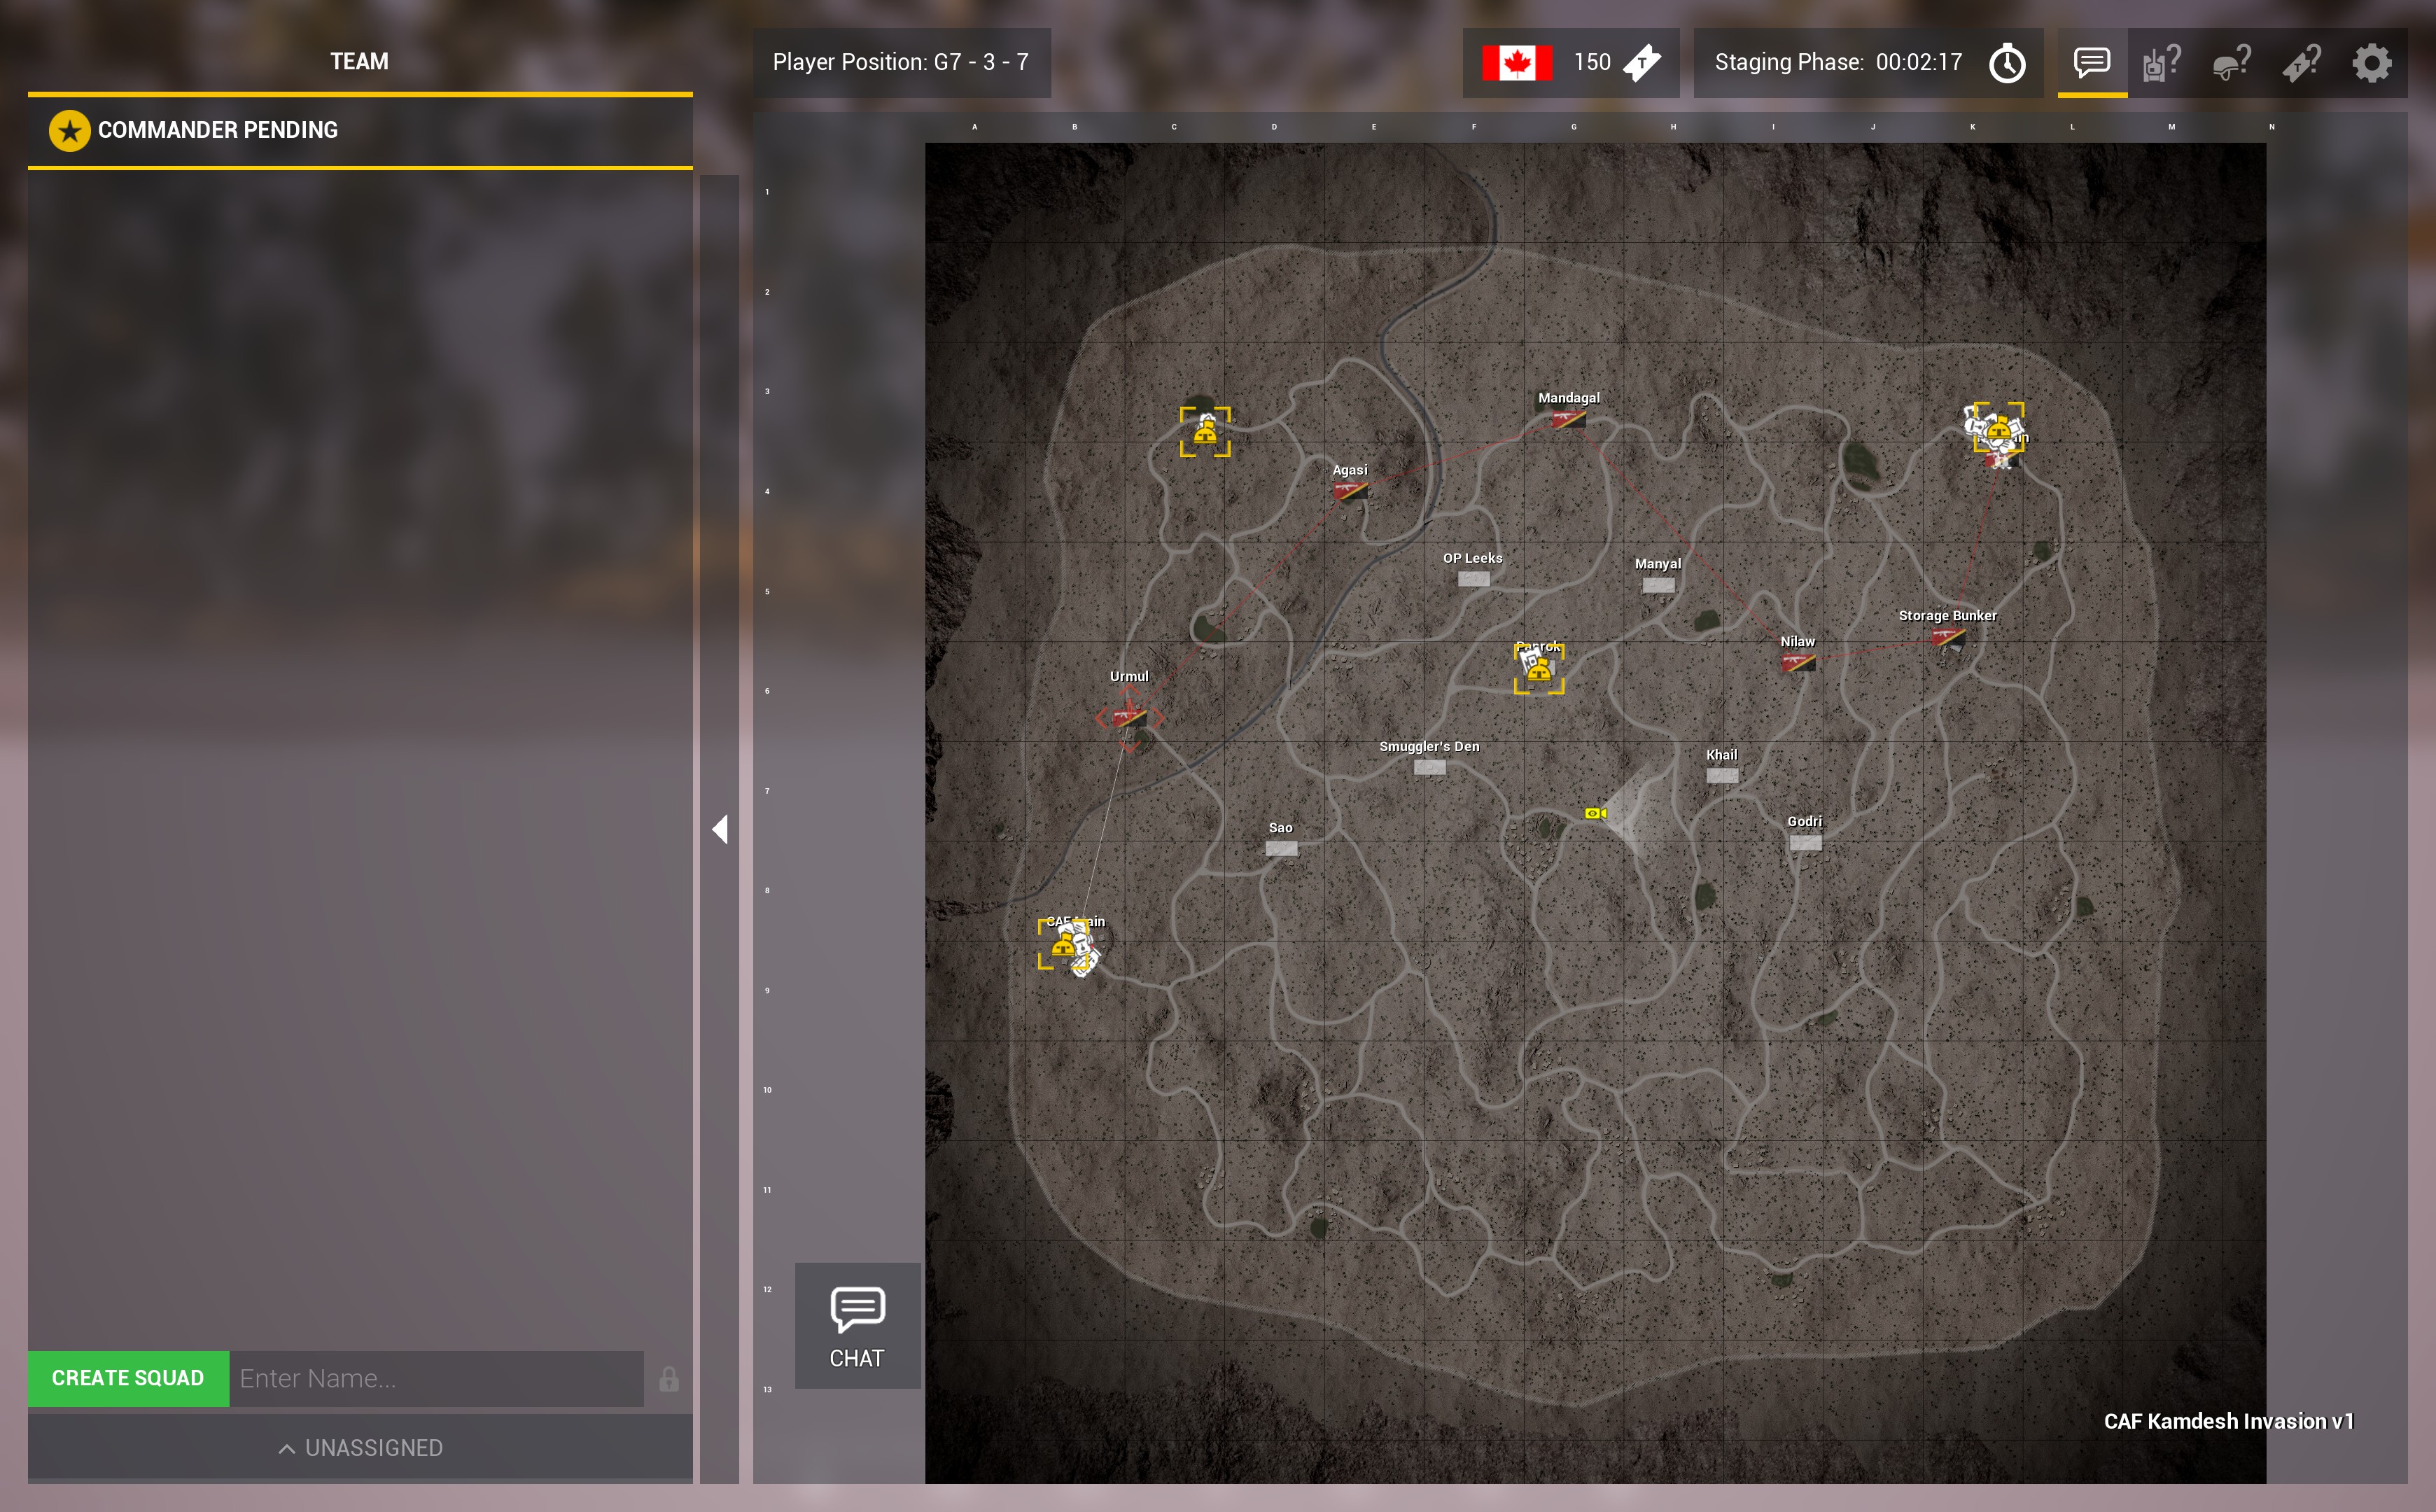 TEAM
Player Position: G7 - 3 - 7
150
T
Staging Phase: 00:02:17
?
?
T?
COMMANDER PENDING
A B C D E F G H I J K L M N
1
2
3
Mandagal
Agasi
4
OP Leeks
Manyal
5
Storage Bunker
Nilaw
Urmul
6
Smuggler's Den
Khail
7
Godri
Sao
8
CAF Main
9
10
11
12
CHAT
13
CREATE SQUAD
Enter Name...
CAF Kamdesh Invasion v1
UNASSIGNED